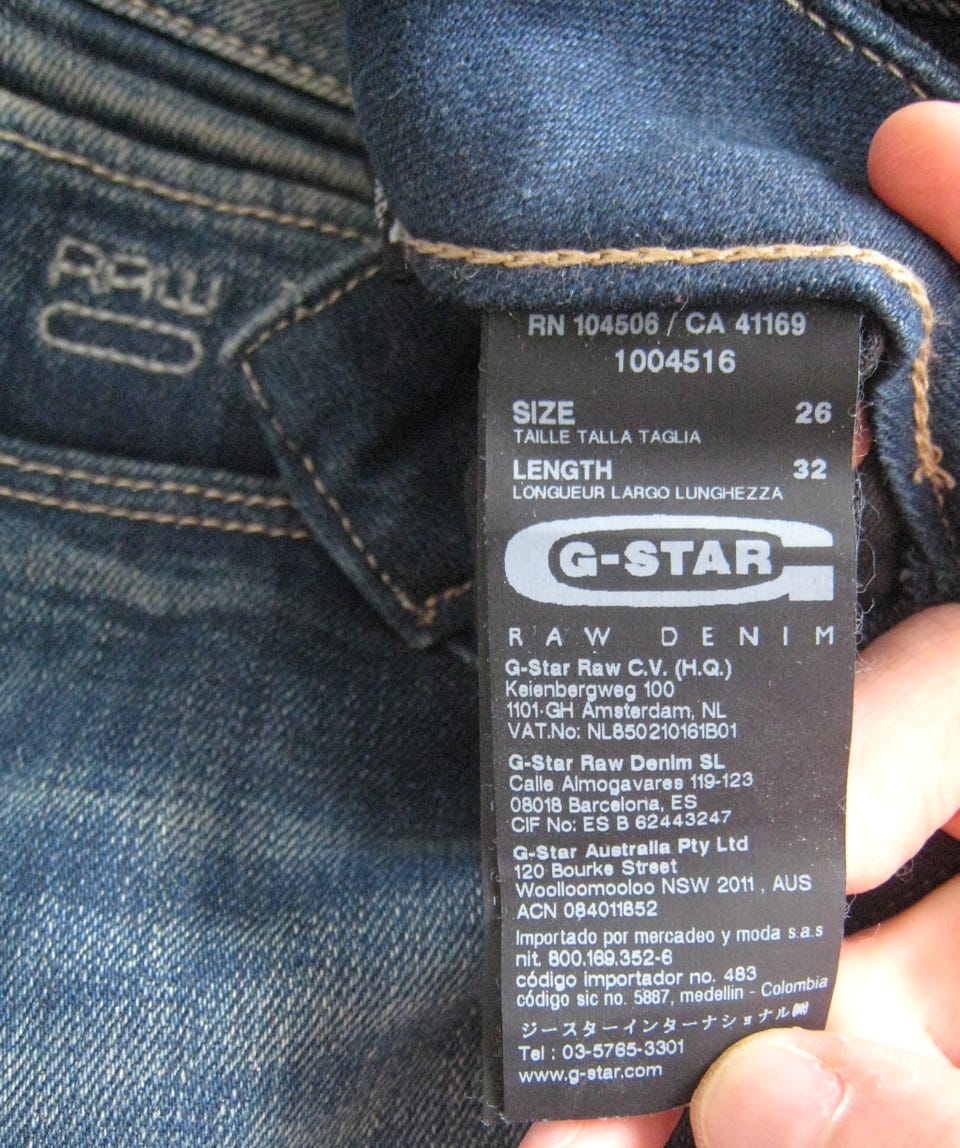 RAW
RN 104506 / CA 41169
1004516
SIZE 26
TAILLE TALLA TAGLIA
LENGTH 32
LONGUEUR LARGO LUNGHEZZA
G-STAR
RAW DENIM
G-Star Raw C.V. (H.Q.)
Keienbergweg 100
1101 GH Amsterdam, NL
VAT.No: NL850210161B01
G-Star Raw Denim SL
Calle Almogavares 119-123
08018 Barcelona, ES
CIF No: ES B 62443247
G-Star Australia Pty Ltd
120 Bourke Street
Woolloomooloo NSW 2011 , AUS
ACN 084011852
Importado por mercadeo y moda s.a.s
nit. 800.169.352-6
código importador no. 483
código sic no. 5887, medellin - Colombia
ジースターインターナショナル㈱
Tel : 03-5765-3301
www.g-star.com